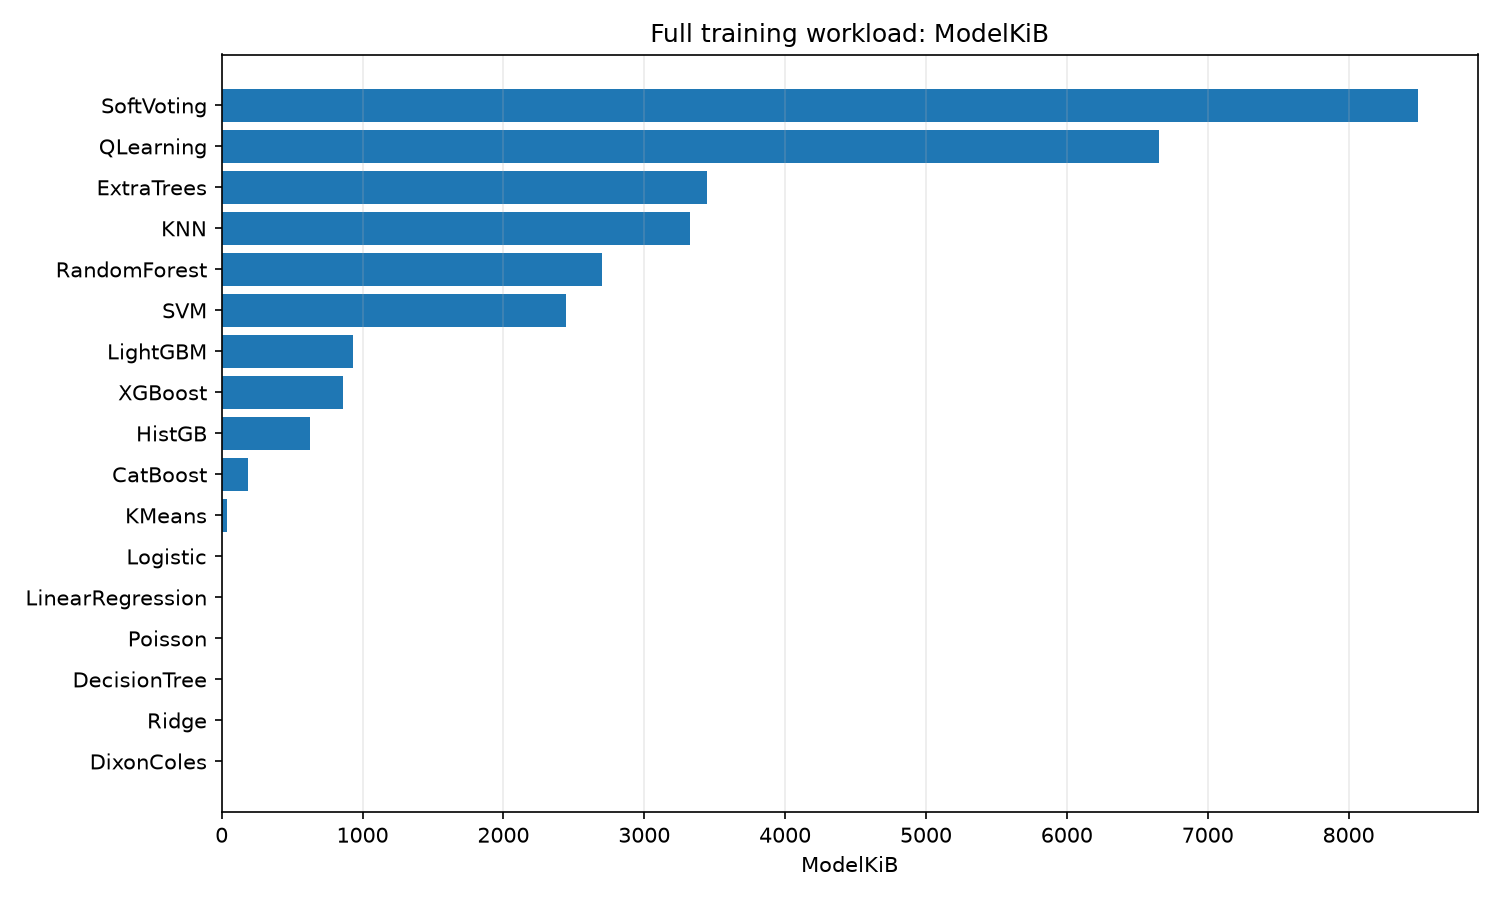 Full training workload: ModelKiB
SoftVoting
QLearning
ExtraTrees
KNN
RandomForest
SVM
LightGBM
XGBoost
HistGB
CatBoost
KMeans
Logistic
LinearRegression
Poisson
DecisionTree
Ridge
DixonColes
0 1000 2000 3000 4000 5000 6000 7000 8000
ModelKiB